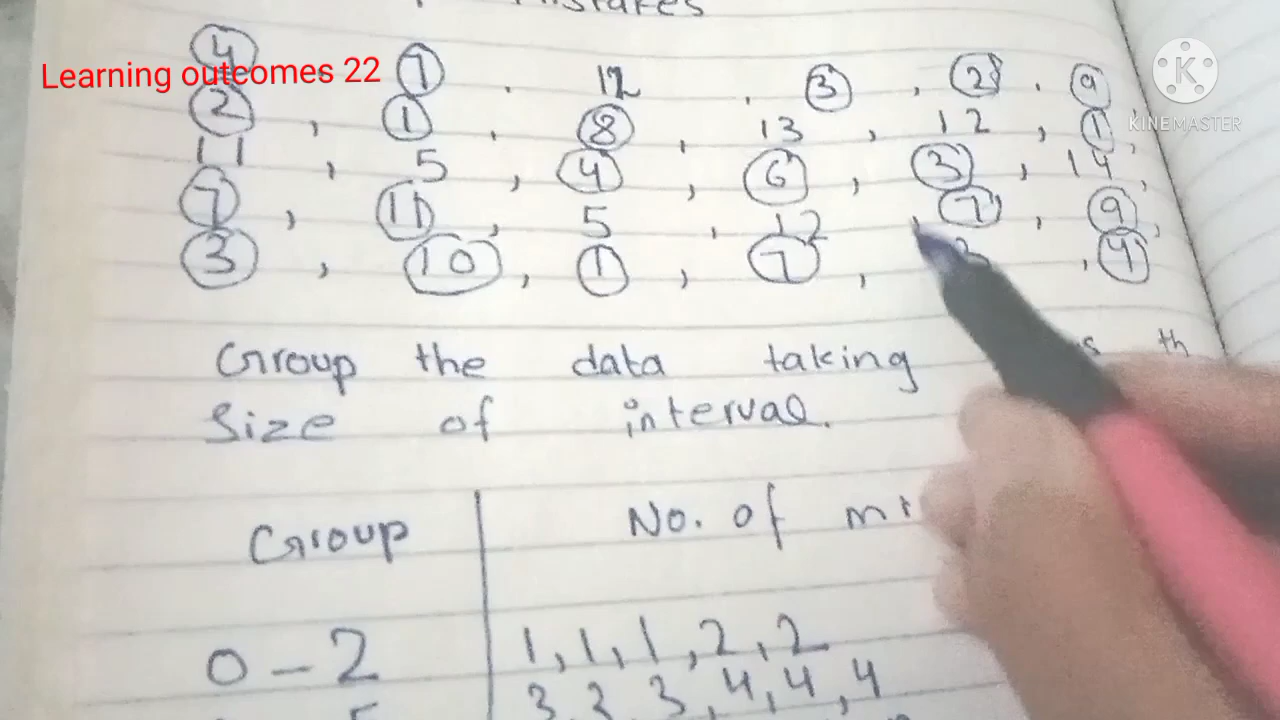 Mistakes
Learning outcomes 22
KINEMASTER
4, 7, 12, 3, 2, 9
2, 1, 8, 13, 12, 1,
11, 5, 4, 6, 3, 14,
7, 11, 5, 12, 7, 9,
3, 10, 1, 7, , 4
Group the data taking
Size of interval.
Group No. of
0 - 2 1, 1, 1, 2, 2
3, 3, 3, 4, 4, 4